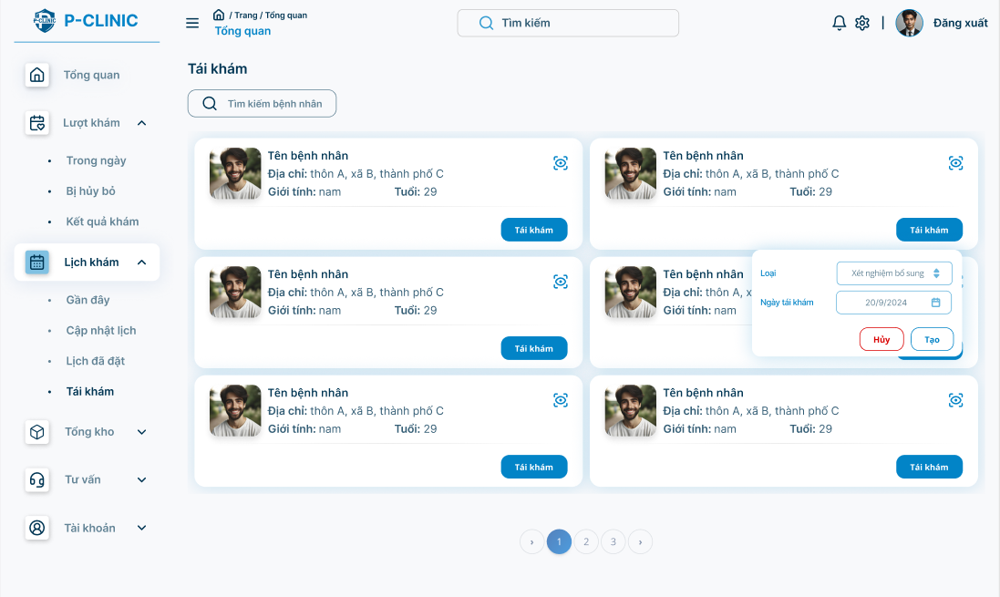 P-CLINIC
P-CLINIC
/ Trang / Tổng quan
Tổng quan
Tìm kiếm
Đăng xuất
Tổng quan
Lượt khám
Trong ngày
Bị hủy bỏ
Kết quả khám
Lịch khám
Gần đây
Cập nhật lịch
Lịch đã đặt
Tái khám
Tổng kho
Tư vấn
Tài khoản
Tái khám
Tìm kiếm bệnh nhân
Tên bệnh nhân
Địa chỉ: thôn A, xã B, thành phố C
Giới tính: nam Tuổi: 29
Tái khám
Tên bệnh nhân
Địa chỉ: thôn A, xã B, thành phố C
Giới tính: nam Tuổi: 29
Tái khám
Tên bệnh nhân
Địa chỉ: thôn A, xã B, thành phố C
Giới tính: nam Tuổi: 29
Tái khám
Tên bệnh nhân
Địa chỉ: thôn A, x
Giới tính: nam
Loại Xét nghiệm bổ sung
Ngày tái khám 20/9/2024
Hủy Tạo
Tên bệnh nhân
Địa chỉ: thôn A, xã B, thành phố C
Giới tính: nam Tuổi: 29
Tái khám
Tên bệnh nhân
Địa chỉ: thôn A, xã B, thành phố C
Giới tính: nam Tuổi: 29
Tái khám
› 1 2 3 ›